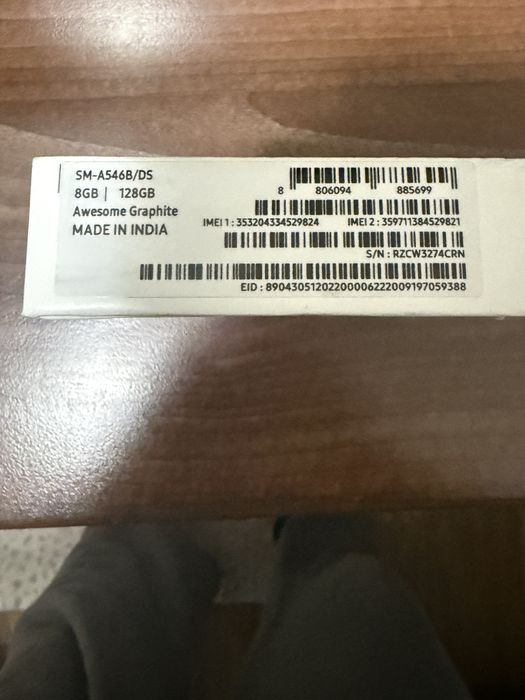 SM-A546B/DS
8GB | 128GB
Awesome Graphite
MADE IN INDIA
8 806094 885699
IMEI 1 : 353204334529824 IMEI 2 : 359711384529821
S/N : RZCW3274CRN
EID : 89043051202200006222009197059388